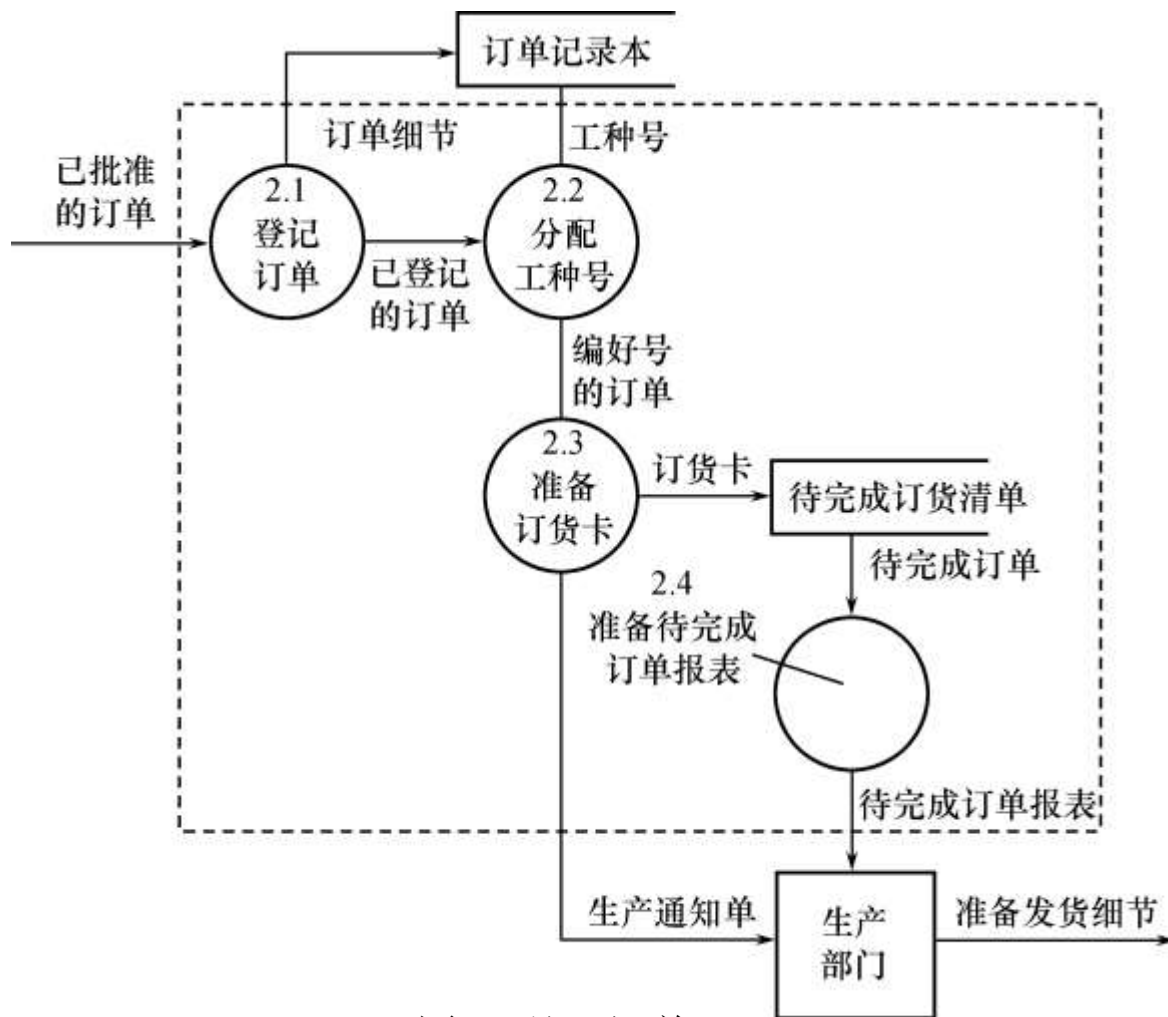 订单记录本
订单细节
工种号
已批准
的订单
2.1
登记
订单
已登记
的订单
2.2
分配
工种号
编好号
的订单
2.3
准备
订货卡
订货卡
待完成订货清单
待完成订单
2.4
准备待完成
订单报表
待完成订单报表
生产通知单
生产
部门
准备发货细节